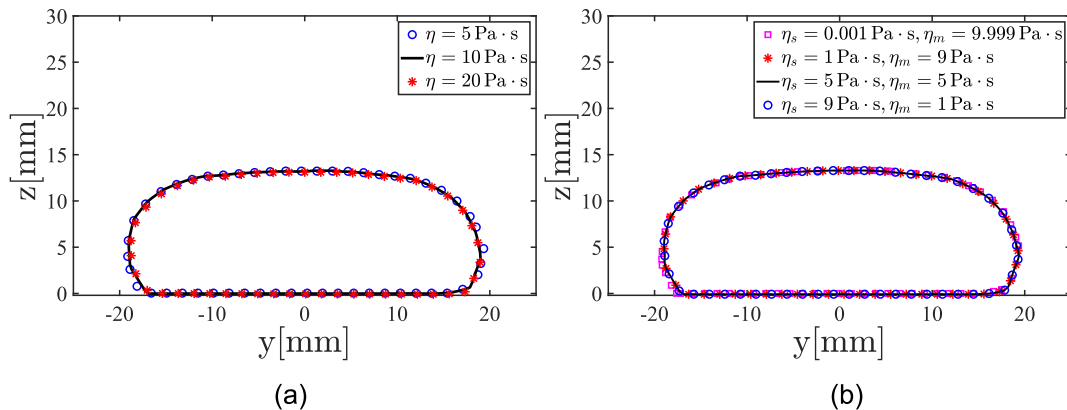 30
25
20
15
10
5
0
z[mm]
-20
-10
0
10
20
y[mm]
η = 5 Pa · s
η = 10 Pa · s
η = 20 Pa · s
(a)
30
25
20
15
10
5
0
z[mm]
-20
-10
0
10
20
y[mm]
ηₛ = 0.001 Pa · s, ηₘ = 9.999 Pa · s
ηₛ = 1 Pa · s, ηₘ = 9 Pa · s
ηₛ = 5 Pa · s, ηₘ = 5 Pa · s
ηₛ = 9 Pa · s, ηₘ = 1 Pa · s
(b)